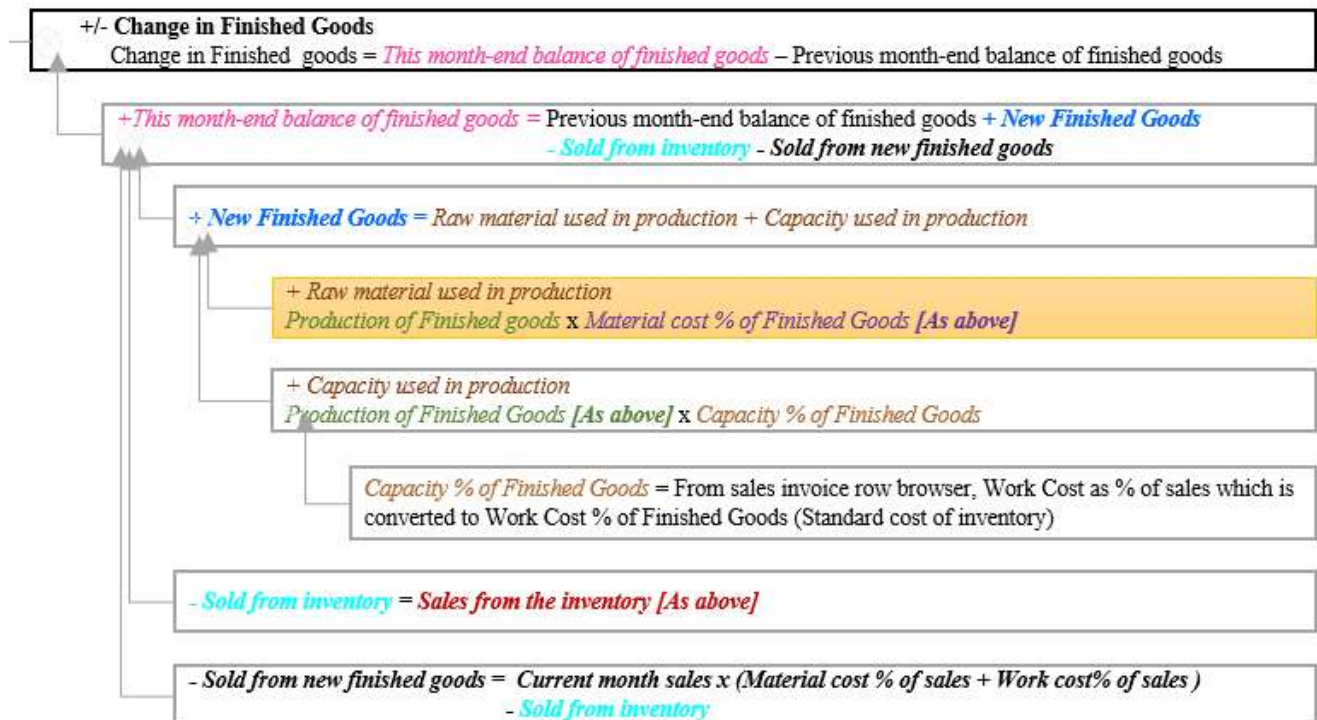 +/- Change in Finished Goods
Change in Finished goods = This month-end balance of finished goods – Previous month-end balance of finished goods
+This month-end balance of finished goods = Previous month-end balance of finished goods + New Finished Goods
- Sold from inventory - Sold from new finished goods
+ New Finished Goods = Raw material used in production + Capacity used in production
+ Raw material used in production
Production of Finished goods x Material cost % of Finished Goods [As above]
+ Capacity used in production
Production of Finished Goods [As above] x Capacity % of Finished Goods
Capacity % of Finished Goods = From sales invoice row browser, Work Cost as % of sales which is
converted to Work Cost % of Finished Goods (Standard cost of inventory)
- Sold from inventory = Sales from the inventory [As above]
- Sold from new finished goods = Current month sales x (Material cost % of sales + Work cost% of sales )
- Sold from inventory